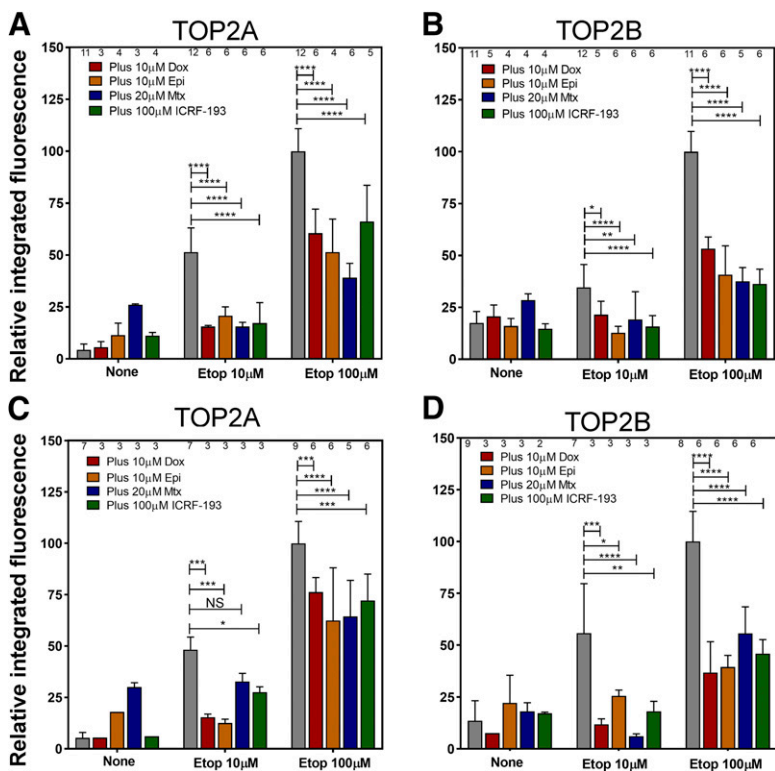 A
TOP2A
11 3 4 3 4 12 6 6 6 6 12 6 4 6 5
Plus 10μM Dox
Plus 10μM Epi
Plus 20μM Mtx
Plus 100μM ICRF-193
**** **** **** ****
**** **** **** ****
Relative integrated fluorescence
150
125
100
75
50
25
0
None Etop 10μM Etop 100μM
B
TOP2B
11 5 4 4 4 12 5 6 6 6 11 6 6 5 6
Plus 10μM Dox
Plus 10μM Epi
Plus 20μM Mtx
Plus 100μM ICRF-193
* **** ** ****
**** **** **** ****
150
125
100
75
50
25
0
None Etop 10μM Etop 100μM
C
TOP2A
7 3 3 3 3 7 3 3 3 3 9 6 6 5 6
Plus 10μM Dox
Plus 10μM Epi
Plus 20μM Mtx
Plus 100μM ICRF-193
*** *** NS *
*** **** **** ***
Relative integrated fluorescence
150
125
100
75
50
25
0
None Etop 10μM Etop 100μM
D
TOP2B
9 3 3 3 2 7 3 3 3 3 8 6 6 6 6
Plus 10μM Dox
Plus 10μM Epi
Plus 20μM Mtx
Plus 100μM ICRF-193
*** * **** **
**** **** **** ****
150
125
100
75
50
25
0
None Etop 10μM Etop 100μM